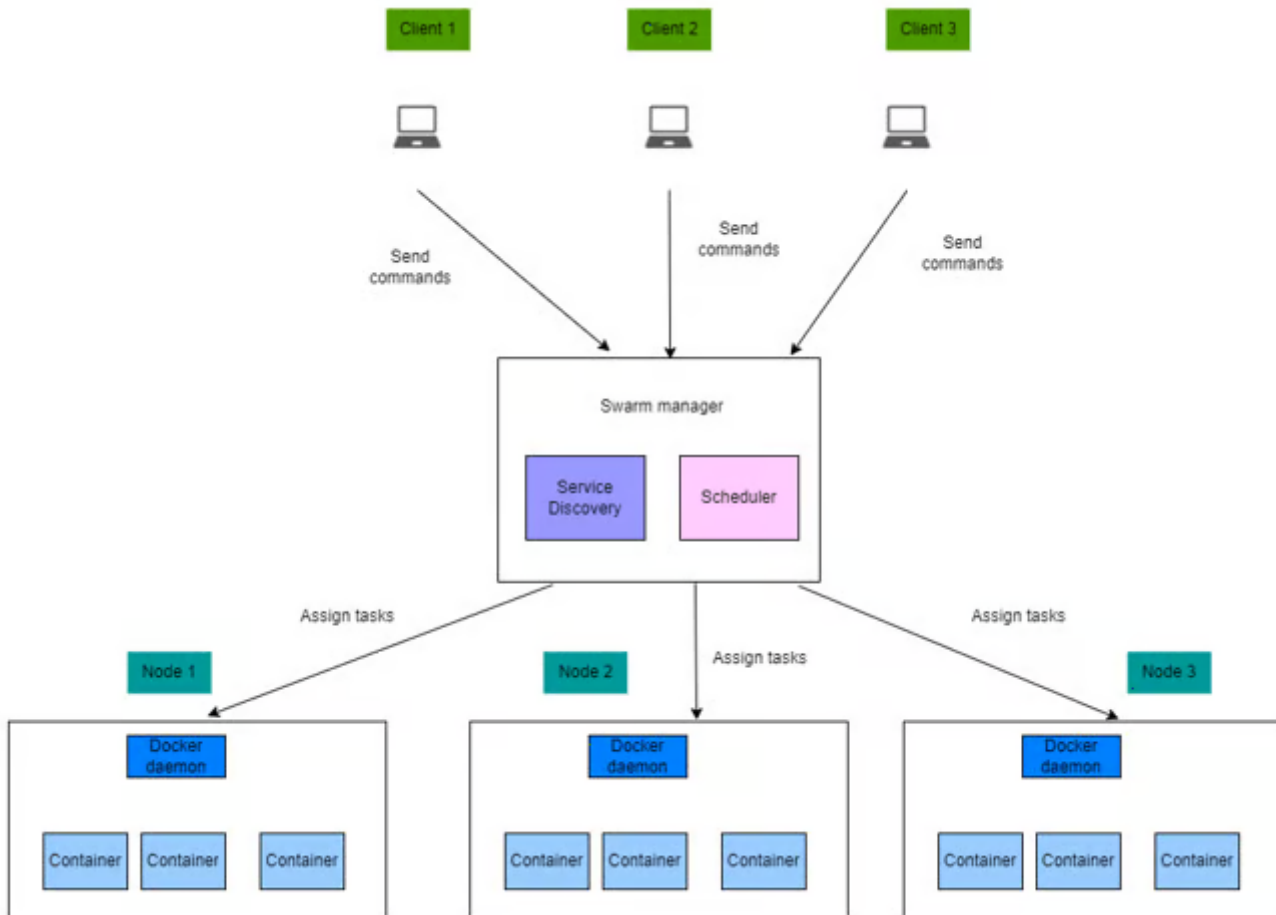 Client 1
Client 2
Client 3
Send
commands
Send
commands
Send
commands
Swarm manager
Service
Discovery
Scheduler
Assign tasks
Assign tasks
Assign tasks
Node 1
Node 2
Node 3
Docker
daemon
Docker
daemon
Docker
daemon
Container
Container
Container
Container
Container
Container
Container
Container
Container